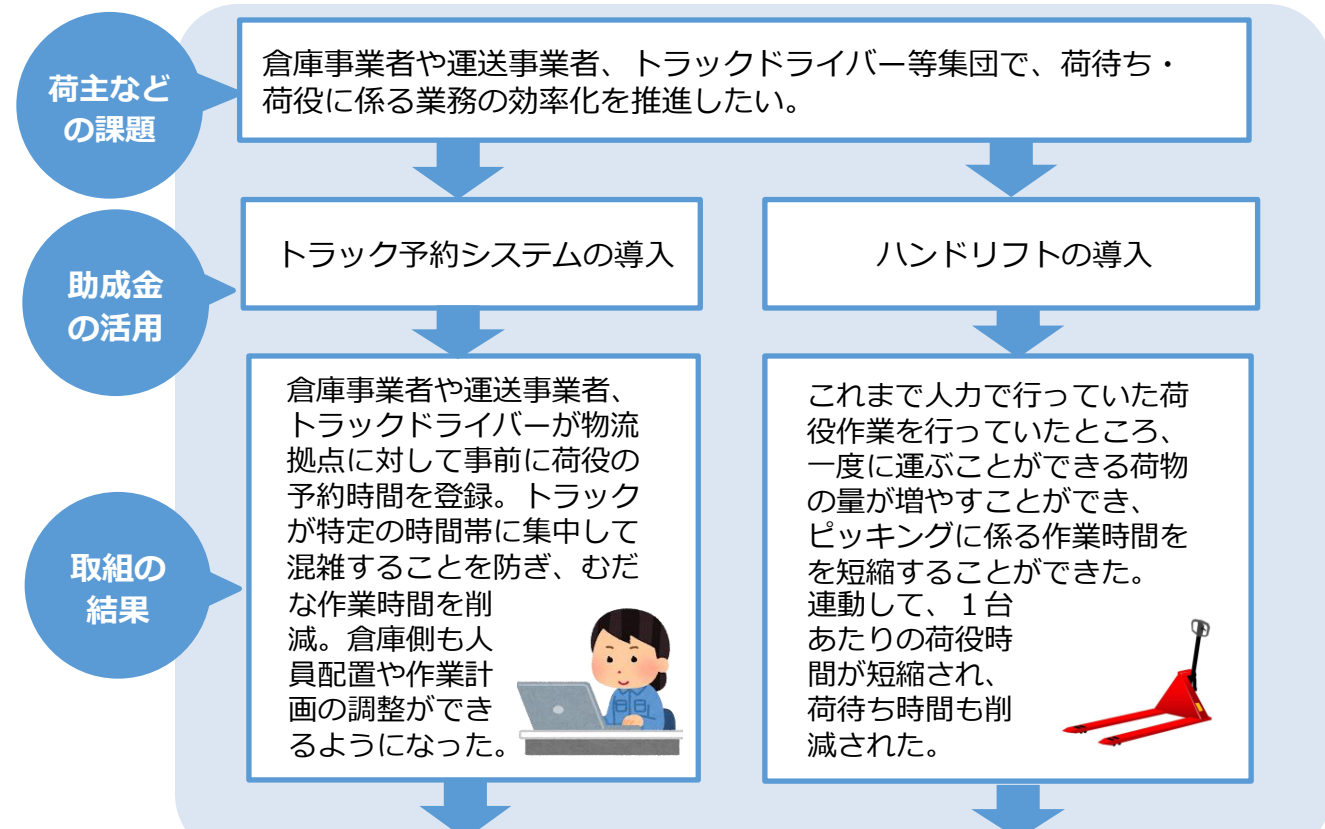 荷主など
の課題
倉庫事業者や運送事業者、トラックドライバー等集団で、荷待ち・
荷役に係る業務の効率化を推進したい。
助成金
の活用
トラック予約システムの導入
ハンドリフトの導入
取組の
結果
倉庫事業者や運送事業者、
トラックドライバーが物流
拠点に対して事前に荷役の
予約時間を登録。トラック
が特定の時間帯に集中して
混雑することを防ぎ、むだ
な作業時間を削
減。倉庫側も人
員配置や作業計
画の調整ができ
るようになった。
これまで人力で行っていた荷
役作業を行っていたところ、
一度に運ぶことができる荷物
の量が増やすことができ、
ピッキングに係る作業時間を
を短縮することができた。
連動して、１台
あたりの荷役時
間が短縮され、
荷待ち時間も削
減された。